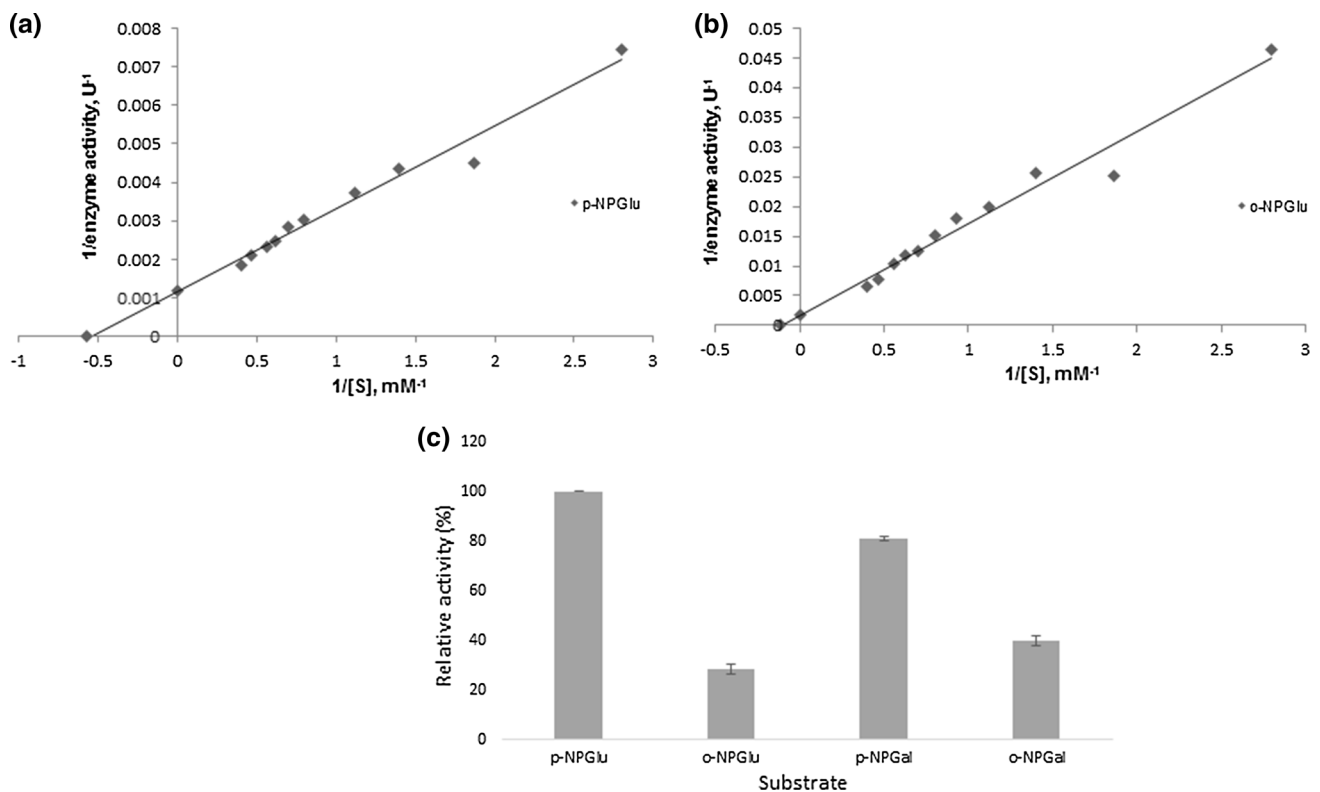 (a)
0.008
0.007
0.006
0.005
0.004
0.003
0.002
0.001
0
-1
-0.5
0
0.5
1
1.5
2
2.5
3
1/enzyme activity, U⁻¹
1/[S], mM⁻¹
p-NPGlu
(b)
0.05
0.045
0.04
0.035
0.03
0.025
0.02
0.015
0.01
0.005
0
-0.5
0
0.5
1
1.5
2
2.5
3
1/enzyme activity, U⁻¹
1/[S], mM⁻¹
o-NPGlu
(c)
120
100
80
60
40
20
0
Relative activity (%)
p-NPGlu
o-NPGlu
p-NPGal
o-NPGal
Substrate